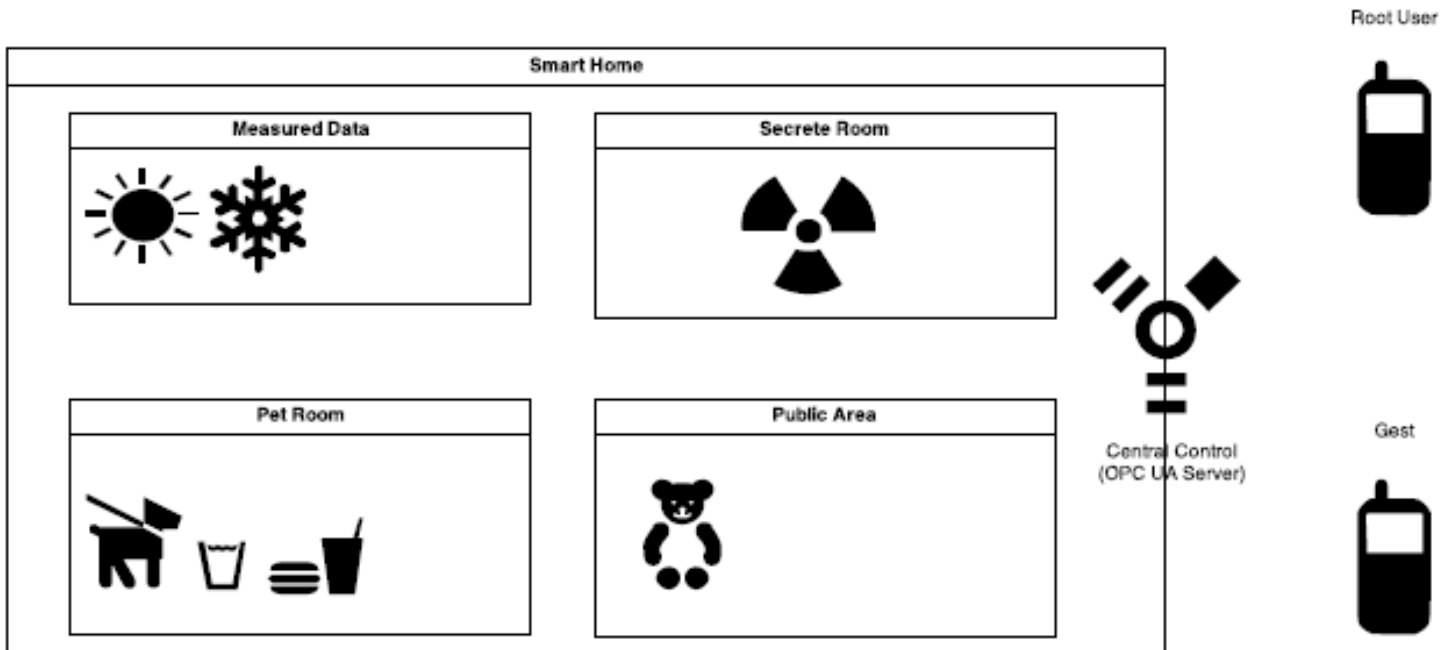 Root User
Smart Home
Measured Data
Secrete Room
Pet Room
Public Area
Gest
Central Control
(OPC UA Server)